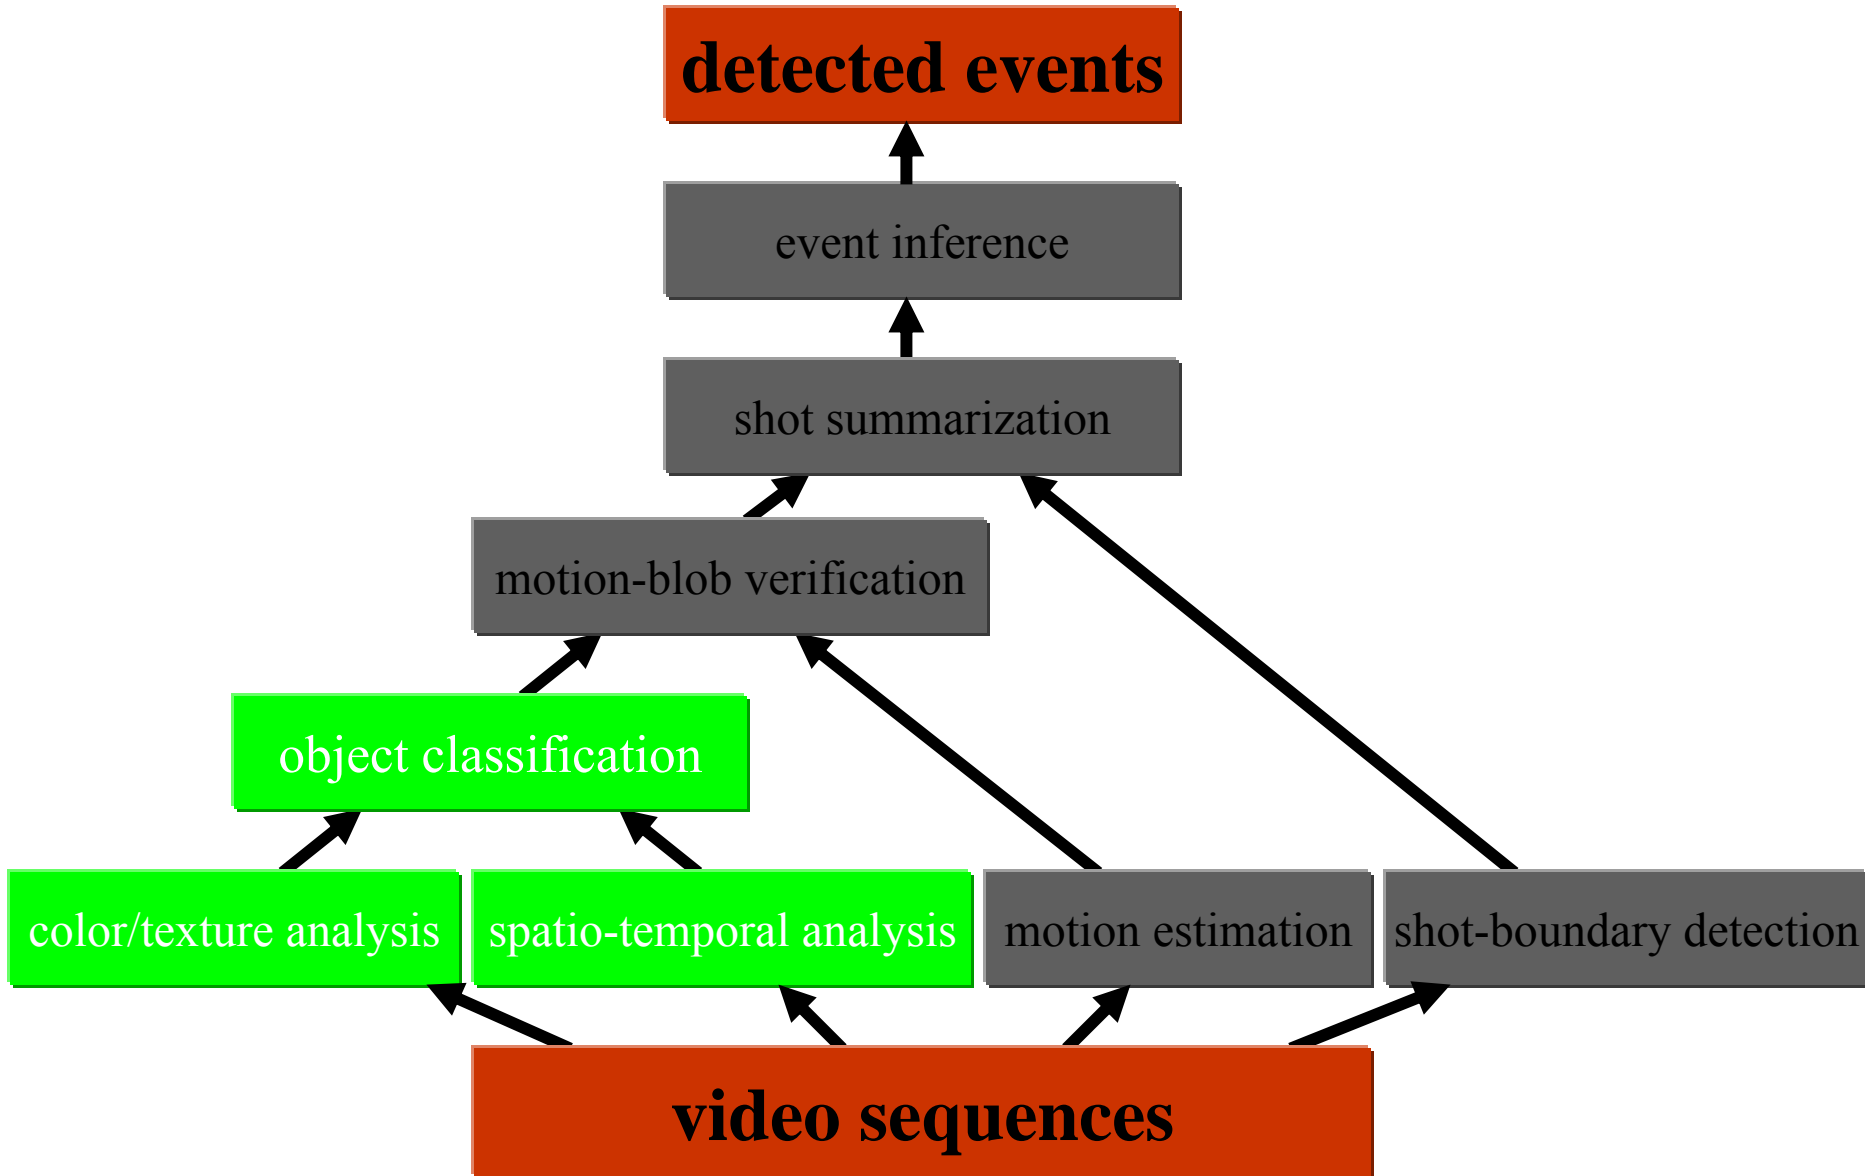 detected events
event inference
shot summarization
motion-blob verification
object classification
color/texture analysis
spatio-temporal analysis
motion estimation
shot-boundary detection
video sequences